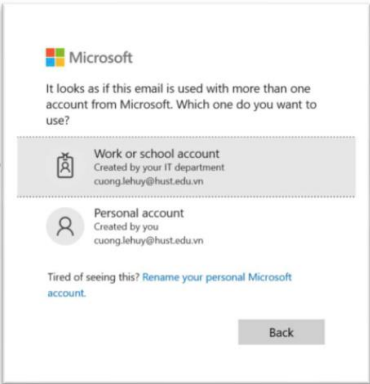 Microsoft
It looks as if this email is used with more than one
account from Microsoft. Which one do you want to
use?
Work or school account
Created by your IT department
cuong.lehuy@hust.edu.vn
Personal account
Created by you
cuong.lehuy@hust.edu.vn
Tired of seeing this? Rename your personal Microsoft
account.
Back